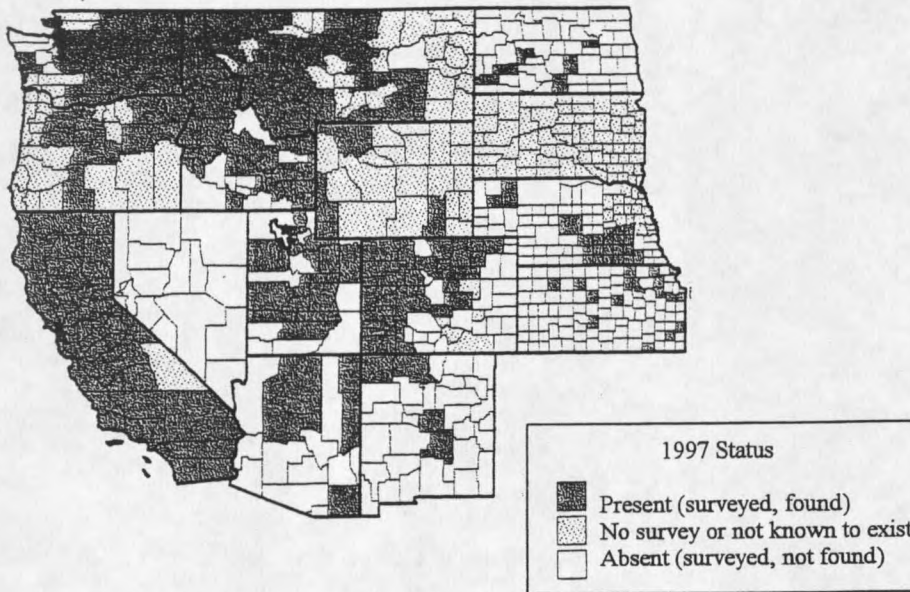 1997 Status
Present (surveyed, found)
No survey or not known to exist
Absent (surveyed, not found)